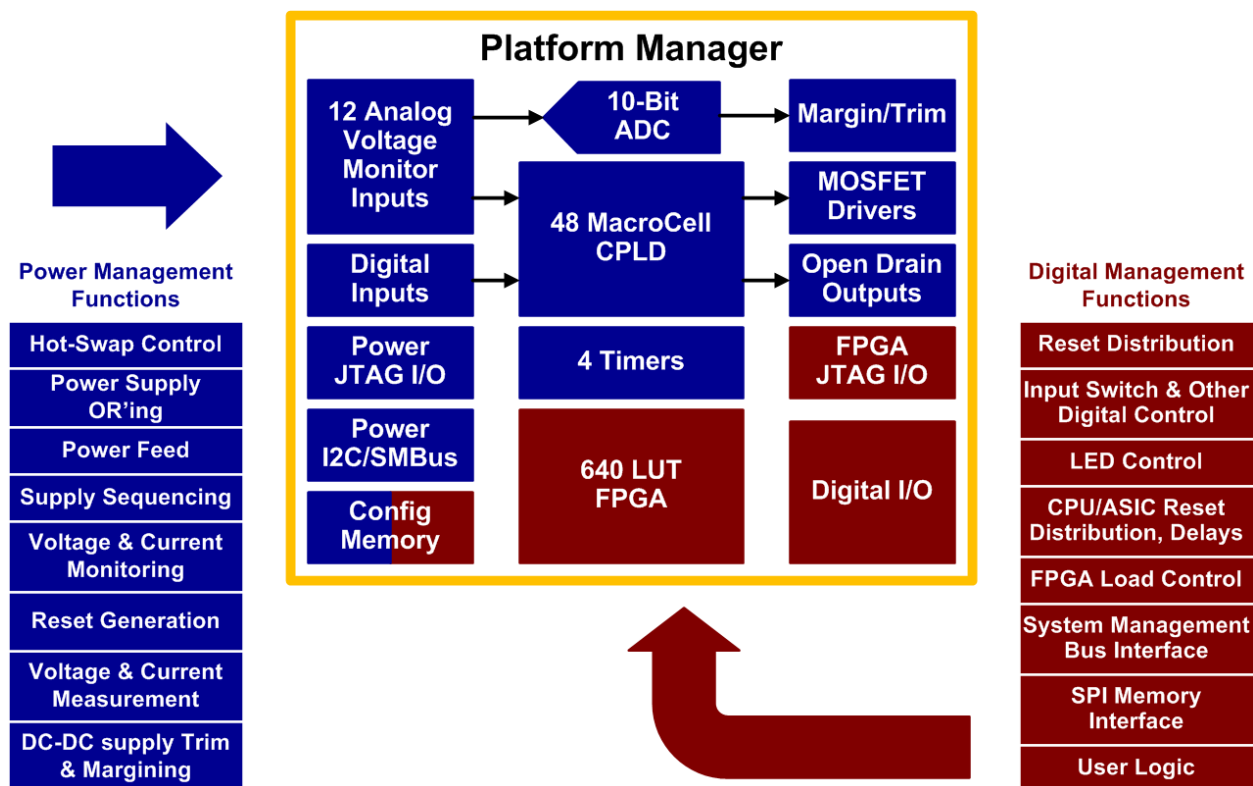 Platform Manager
12 Analog
Voltage
Monitor
Inputs
10-Bit
ADC
Margin/Trim
48 MacroCell
CPLD
MOSFET
Drivers
Digital
Inputs
Open Drain
Outputs
Power
JTAG I/O
4 Timers
FPGA
JTAG I/O
Power
I2C/SMBus
640 LUT
FPGA
Digital I/O
Config
Memory
Power Management
Functions
Hot-Swap Control
Power Supply
OR’ing
Power Feed
Supply Sequencing
Voltage & Current
Monitoring
Reset Generation
Voltage & Current
Measurement
DC-DC supply Trim
& Margining
Digital Management
Functions
Reset Distribution
Input Switch & Other
Digital Control
LED Control
CPU/ASIC Reset
Distribution, Delays
FPGA Load Control
System Management
Bus Interface
SPI Memory
Interface
User Logic